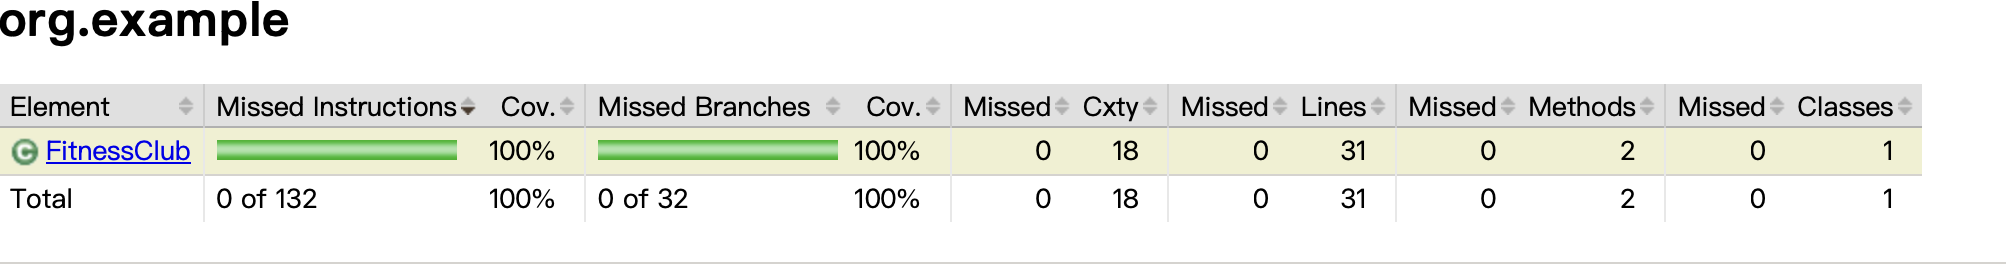 org.example
Element Missed Instructions Cov. Missed Branches Cov. Missed Cxty Missed Lines Missed Methods Missed Classes
C FitnessClub 100% 100% 0 18 0 31 0 2 0 1
Total 0 of 132 100% 0 of 32 100% 0 18 0 31 0 2 0 1